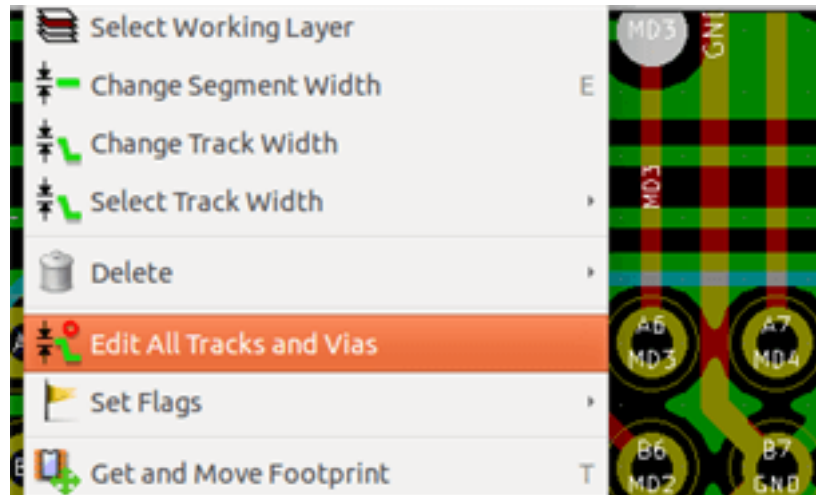 Select Working Layer
Change Segment Width E
Change Track Width
Select Track Width
Delete
Edit All Tracks and Vias
Set Flags
Get and Move Footprint T
MD3
GND
MD3
A6
MD3
A7
MD4
B6
MD2
B7
GND